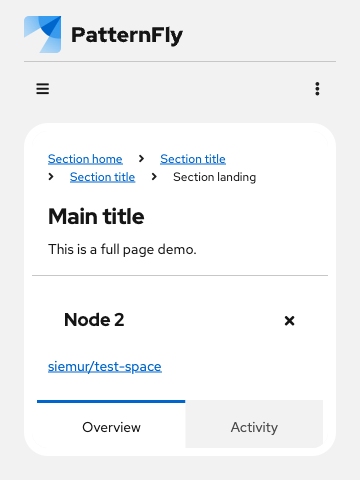 PatternFly
Section home > Section title
> Section title > Section landing
Main title
This is a full page demo.
Node 2
siemur/test-space
Overview Activity